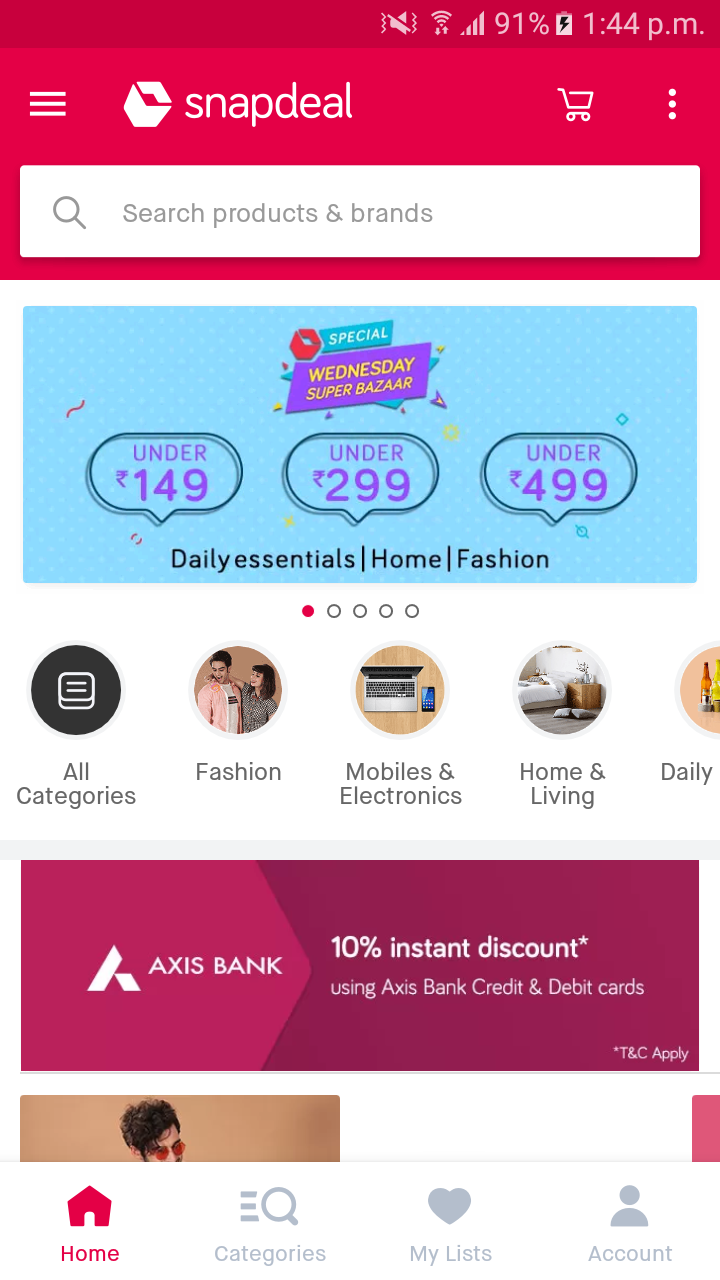 91% 1:44 p.m.
snapdeal
Search products & brands
SPECIAL
WEDNESDAY
SUPER BAZAAR
UNDER
₹149
UNDER
₹299
UNDER
₹499
Daily essentials|Home|Fashion
All
Categories
Fashion
Mobiles &
Electronics
Home &
Living
Daily
AXIS BANK
10% instant discount*
using Axis Bank Credit & Debit cards
*T&C Apply
Home
Categories
My Lists
Account